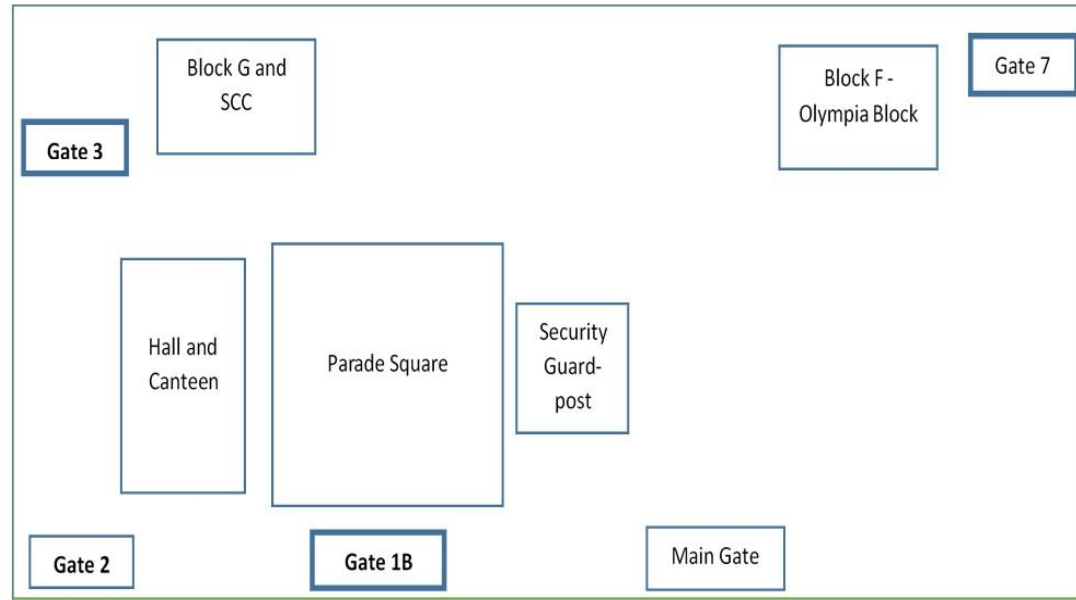 Block G and
SCC
Block F -
Olympia Block
Gate 7
Gate 3
Hall and
Canteen
Parade Square
Security
Guard-
post
Gate 2
Gate 1B
Main Gate